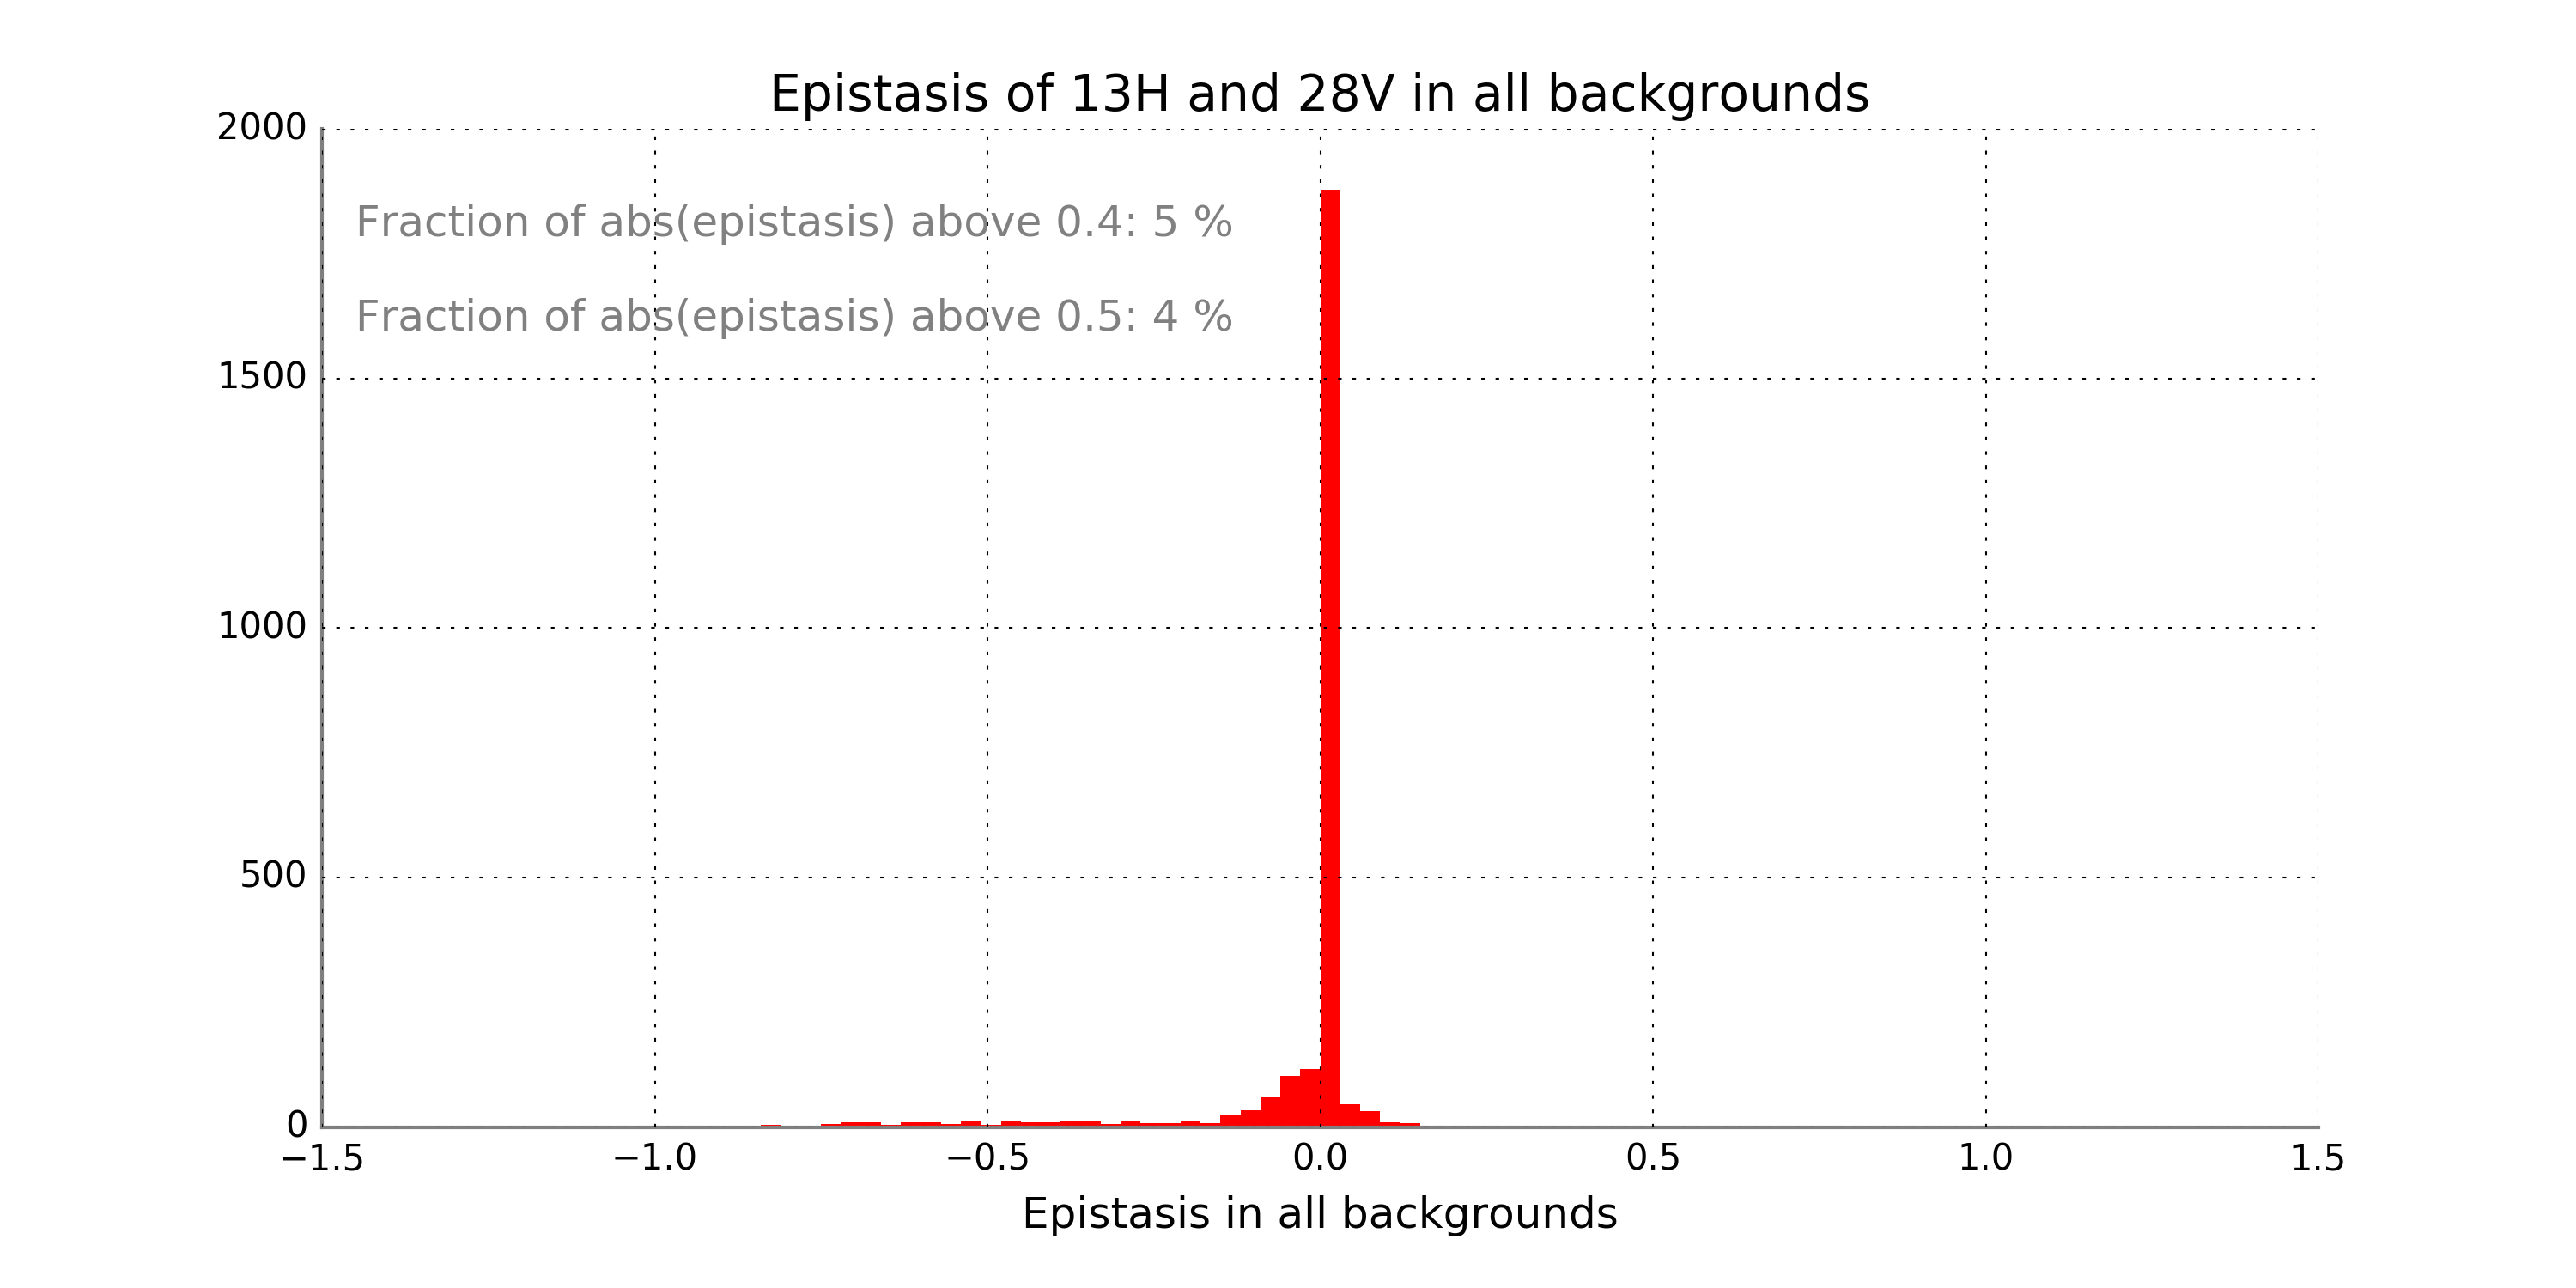 Epistasis of 13H and 28V in all backgrounds
2000
Fraction of abs(epistasis) above 0.4: 5 %
Fraction of abs(epistasis) above 0.5: 4 %
1500
1000
500
0
−1.5 −1.0 −0.5 0.0 0.5 1.0 1.5
Epistasis in all backgrounds